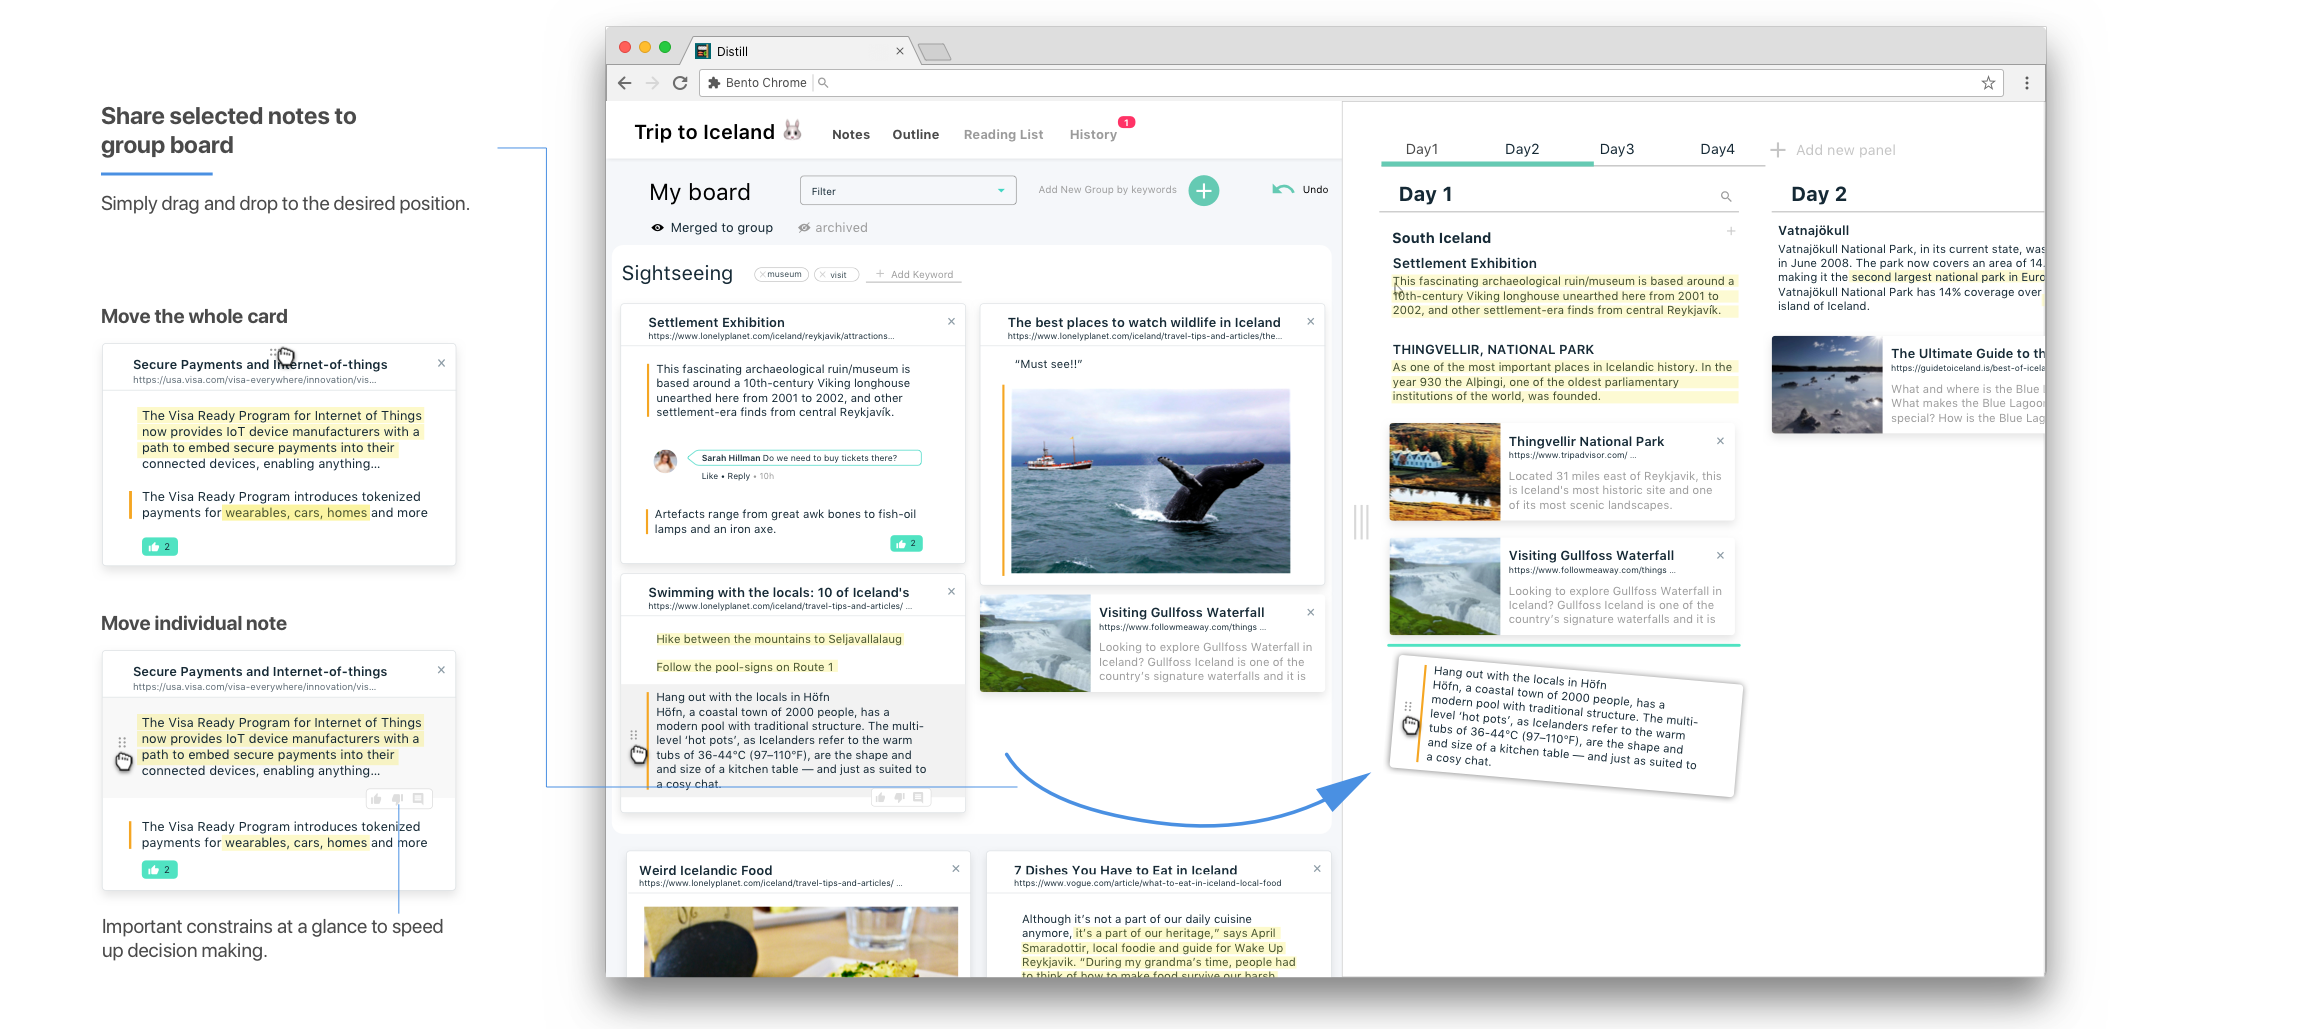 Share selected notes to
group board
Simply drag and drop to the desired position.
Move the whole card
Secure Payments and Internet-of-things
https://usa.visa.com/visa-everywhere/innovation/vis...
The Visa Ready Program for Internet of Things
now provides IoT device manufacturers with a
path to embed secure payments into their
connected devices, enabling anything...
The Visa Ready Program introduces tokenized
payments for wearables, cars, homes and more
2
Move individual note
Secure Payments and Internet-of-things
https://usa.visa.com/visa-everywhere/innovation/vis...
The Visa Ready Program for Internet of Things
now provides IoT device manufacturers with a
path to embed secure payments into their
connected devices, enabling anything...
The Visa Ready Program introduces tokenized
payments for wearables, cars, homes and more
2
Important constrains at a glance to speed
up decision making.
Distill
Bento Chrome
Trip to Iceland
Notes
Outline
Reading List
History
1
My board
Filter
Add New Group by keywords
Undo
Merged to group
archived
Sightseeing
museum
visit
Add Keyword
Settlement Exhibition
https://www.lonelyplanet.com/iceland/reykjavik/attractions...
This fascinating archaeological ruin/museum is
based around a 10th-century Viking longhouse
unearthed here from 2001 to 2002, and other
settlement-era finds from central Reykjavík.
Sarah Hillman Do we need to buy tickets there?
Like • Reply • 10h
Artefacts range from great awk bones to fish-oil
lamps and an iron axe.
2
The best places to watch wildlife in Iceland
https://www.lonelyplanet.com/iceland/travel-tips-and-articles/the...
“Must see!!”
Swimming with the locals: 10 of Iceland's
https://www.lonelyplanet.com/iceland/travel-tips-and-articles/ ...
Hike between the mountains to Seljavallalaug
Follow the pool-signs on Route 1
Hang out with the locals in Höfn
Höfn, a coastal town of 2000 people, has a
modern pool with traditional structure. The multi-
level ‘hot pots’, as Icelanders refer to the warm
tubs of 36-44°C (97–110°F), are the shape and
and size of a kitchen table — and just as suited to
a cosy chat.
Visiting Gullfoss Waterfall
https://www.followmeaway.com/things ...
Looking to explore Gullfoss Waterfall in
Iceland? Gullfoss Iceland is one of the
country’s signature waterfalls and it is
Weird Icelandic Food
https://www.lonelyplanet.com/iceland/travel-tips-and-articles/ ...
7 Dishes You Have to Eat in Iceland
https://www.vogue.com/article/what-to-eat-in-iceland-local-food
Although it’s not a part of our daily cuisine
anymore, it’s a part of our heritage,” says April
Smaradottir, local foodie and guide for Wake Up
Reykjavik. “During my grandma’s time, people had
to think of how to make food survive our harsh
Day1
Day2
Day3
Day4
Add new panel
Day 1
South Iceland
Settlement Exhibition
This fascinating archaeological ruin/museum is based around a
10th-century Viking longhouse unearthed here from 2001 to
2002, and other settlement-era finds from central Reykjavík.
THINGVELLIR, NATIONAL PARK
As one of the most important places in Icelandic history. In the
year 930 the Alþingi, one of the oldest parliamentary
institutions of the world, was founded.
Thingvellir National Park
https://www.tripadvisor.com/ ...
Located 31 miles east of Reykjavik, this
is Iceland's most historic site and one
of its most scenic landscapes.
Visiting Gullfoss Waterfall
https://www.followmeaway.com/things ...
Looking to explore Gullfoss Waterfall in
Iceland? Gullfoss Iceland is one of the
country’s signature waterfalls and it is
Hang out with the locals in Höfn
Höfn, a coastal town of 2000 people, has a
modern pool with traditional structure. The multi-
level ‘hot pots’, as Icelanders refer to the warm
tubs of 36-44°C (97–110°F), are the shape and
and size of a kitchen table — and just as suited to
a cosy chat.
Day 2
Vatnajökull
Vatnajökull National Park, in its current state, was
in June 2008. The park now covers an area of 14.
making it the second largest national park in Euro
Vatnajökull National Park has 14% coverage over
island of Iceland.
The Ultimate Guide to th
https://guidetoiceland.is/best-of-icela
What and where is the Blue
What makes the Blue Lagoo
special? How is the Blue Lag